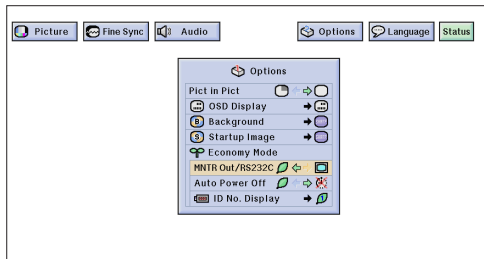 Picture Fine Sync Audio Options Language Status
Options
Pict in Pict
OSD Display
B Background
S Startup Image
Economy Mode
MNTR Out/RS232C
Auto Power Off
ID No. Display